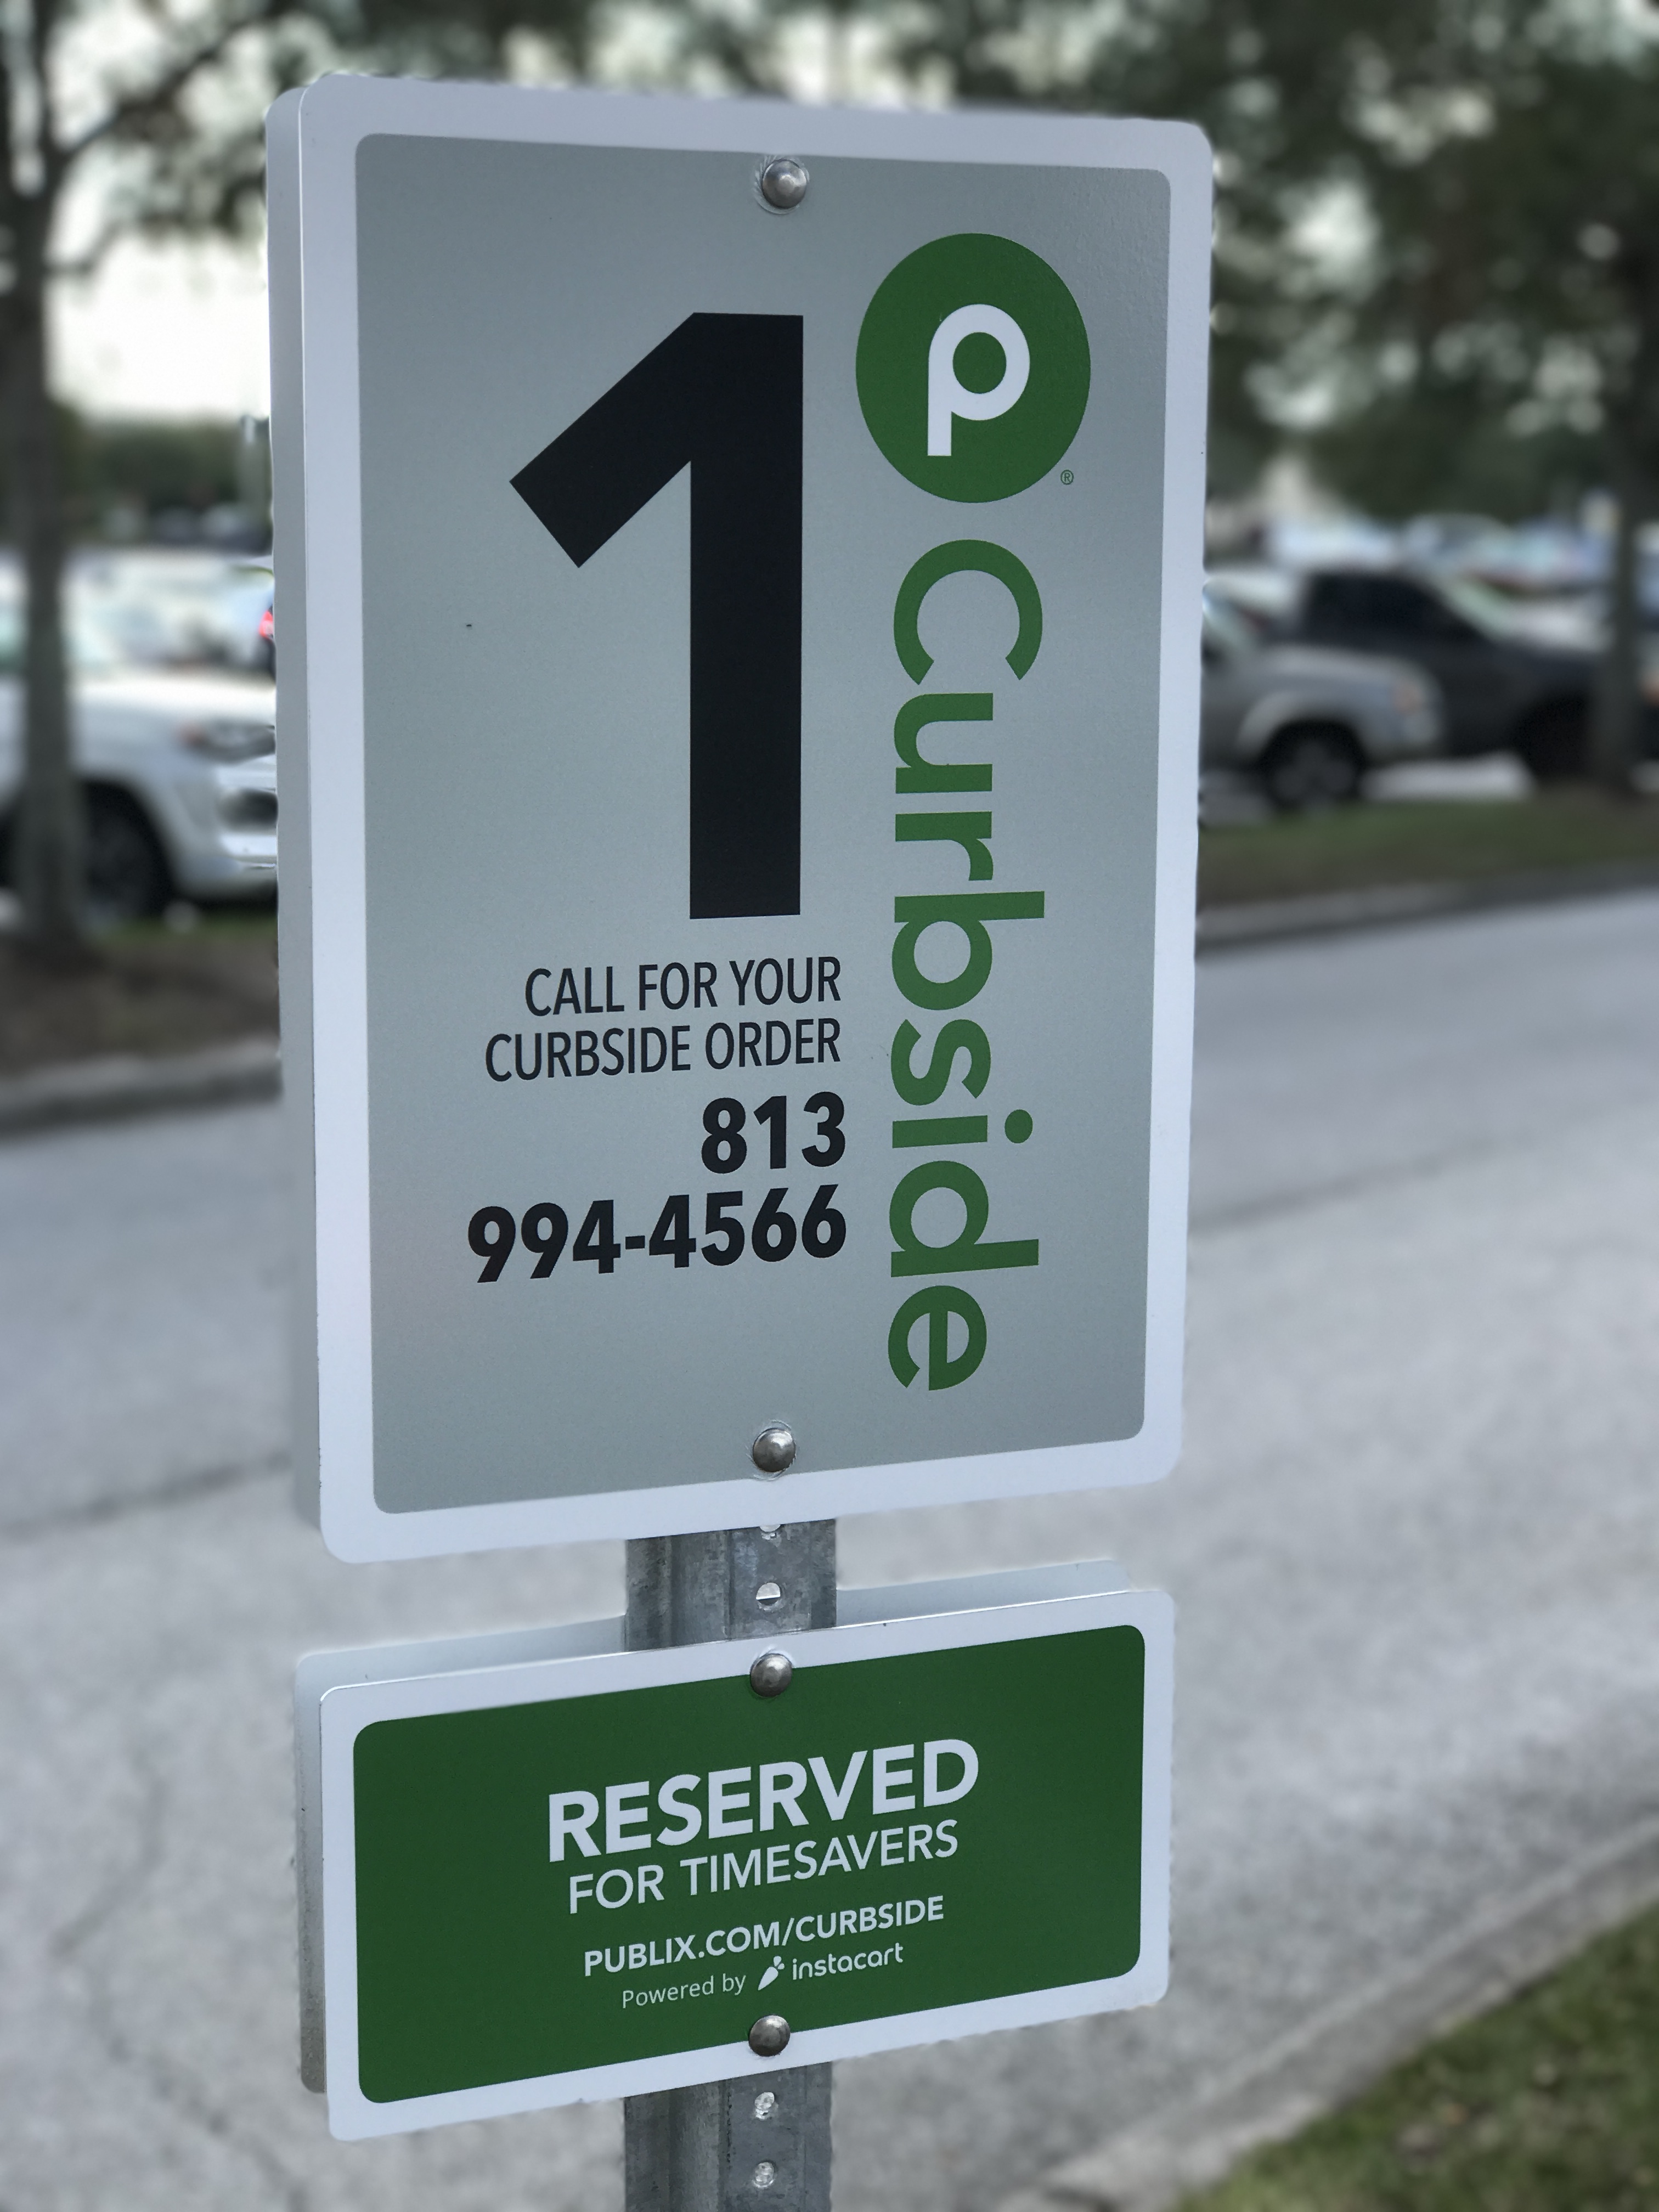 1
P®
Curbside
CALL FOR YOUR
CURBSIDE ORDER
813
994-4566
RESERVED
FOR TIMESAVERS
PUBLIX.COM/CURBSIDE
Powered by instacart